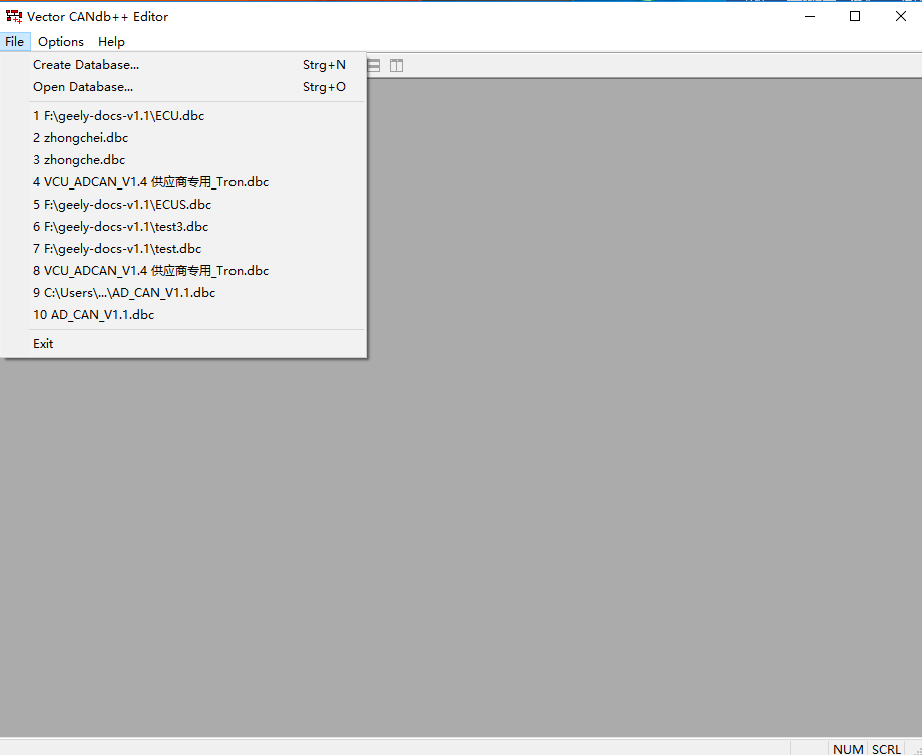 Vector CANdb++ Editor
File Options Help
Create Database... Strg+N
Open Database... Strg+O
1 F:\geely-docs-v1.1\ECU.dbc
2 zhongchei.dbc
3 zhongche.dbc
4 VCU_ADCAN_V1.4 供应商专用_Tron.dbc
5 F:\geely-docs-v1.1\ECUS.dbc
6 F:\geely-docs-v1.1\test3.dbc
7 F:\geely-docs-v1.1\test.dbc
8 VCU_ADCAN_V1.4 供应商专用_Tron.dbc
9 C:\Users\...\AD_CAN_V1.1.dbc
10 AD_CAN_V1.1.dbc
Exit
NUM SCRL